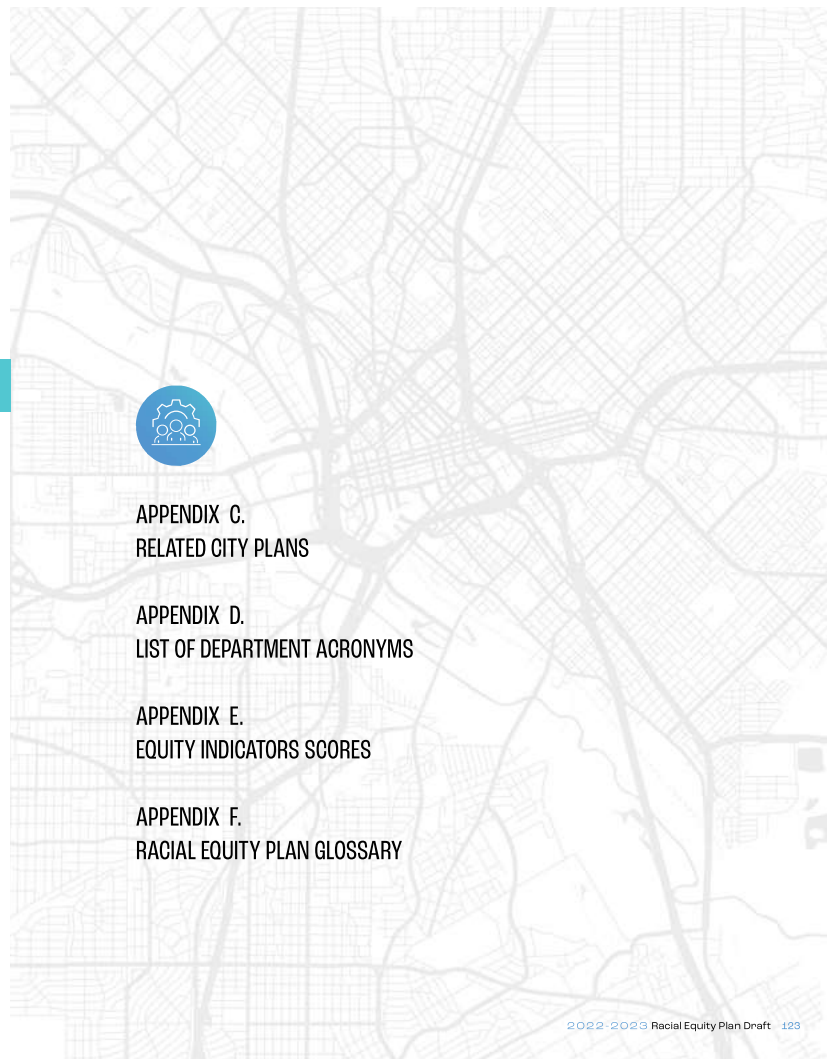 APPENDIX C.
RELATED CITY PLANS
APPENDIX D.
LIST OF DEPARTMENT ACRONYMS
APPENDIX E.
EQUITY INDICATORS SCORES
APPENDIX F.
RACIAL EQUITY PLAN GLOSSARY
2022-2023 Racial Equity Plan Draft 123